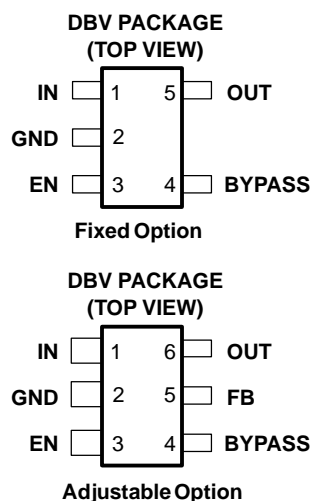 DBV PACKAGE
(TOP VIEW)
IN 1 5 OUT
GND 2
EN 3 4 BYPASS
Fixed Option
DBV PACKAGE
(TOP VIEW)
IN 1 6 OUT
GND 2 5 FB
EN 3 4 BYPASS
Adjustable Option